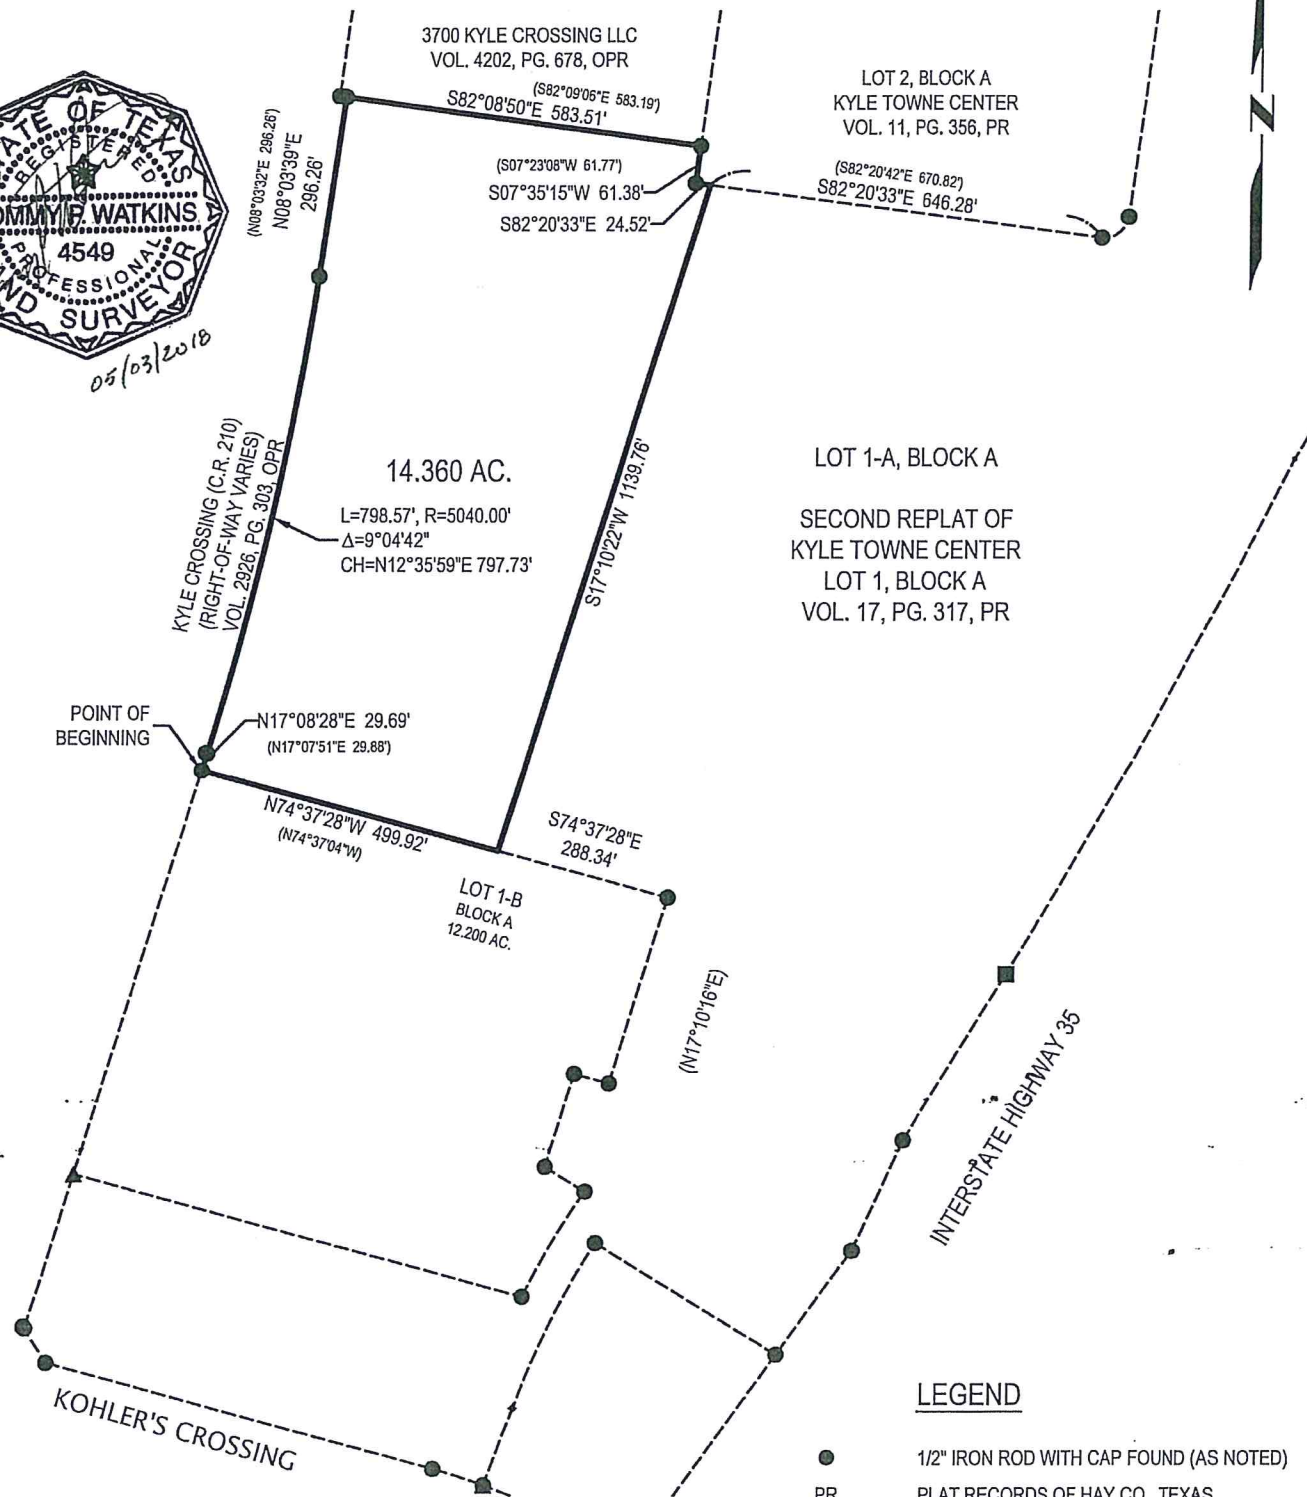 3700 KYLE CROSSING LLC
VOL. 4202, PG. 678, OPR
(S82°09'06"E 583.19')
S82°08'50"E 583.51'
LOT 2, BLOCK A
KYLE TOWNE CENTER
VOL. 11, PG. 356, PR
(S82°20'42"E 670.82')
S82°20'33"E 646.28'
(S07°23'08"W 61.77')
S07°35'15"W 61.38'
S82°20'33"E 24.52'
N
STATE OF TEXAS
REGISTERED
TOMMY P. WATKINS
4549
PROFESSIONAL
LAND SURVEYOR
05/03/2018
(N08°03'32"E 296.26')
N08°03'39"E
296.26'
KYLE CROSSING (C.R. 210)
(RIGHT-OF-WAY VARIES)
VOL. 2926, PG. 303, OPR
14.360 AC.
L=798.57', R=5040.00'
Δ=9°04'42"
CH=N12°35'59"E 797.73'
S17°10'22"W 1139.76'
LOT 1-A, BLOCK A
SECOND REPLAT OF
KYLE TOWNE CENTER
LOT 1, BLOCK A
VOL. 17, PG. 317, PR
POINT OF
BEGINNING
N17°08'28"E 29.69'
(N17°07'51"E 29.88')
N74°37'28"W 499.92'
(N74°37'04"W)
S74°37'28"E
288.34'
LOT 1-B
BLOCK A
12.200 AC.
(N17°10'16"E)
INTERSTATE HIGHWAY 35
KOHLER'S CROSSING
LEGEND
1/2" IRON ROD WITH CAP FOUND (AS NOTED)
PR PLAT RECORDS OF HAY CO., TEXAS